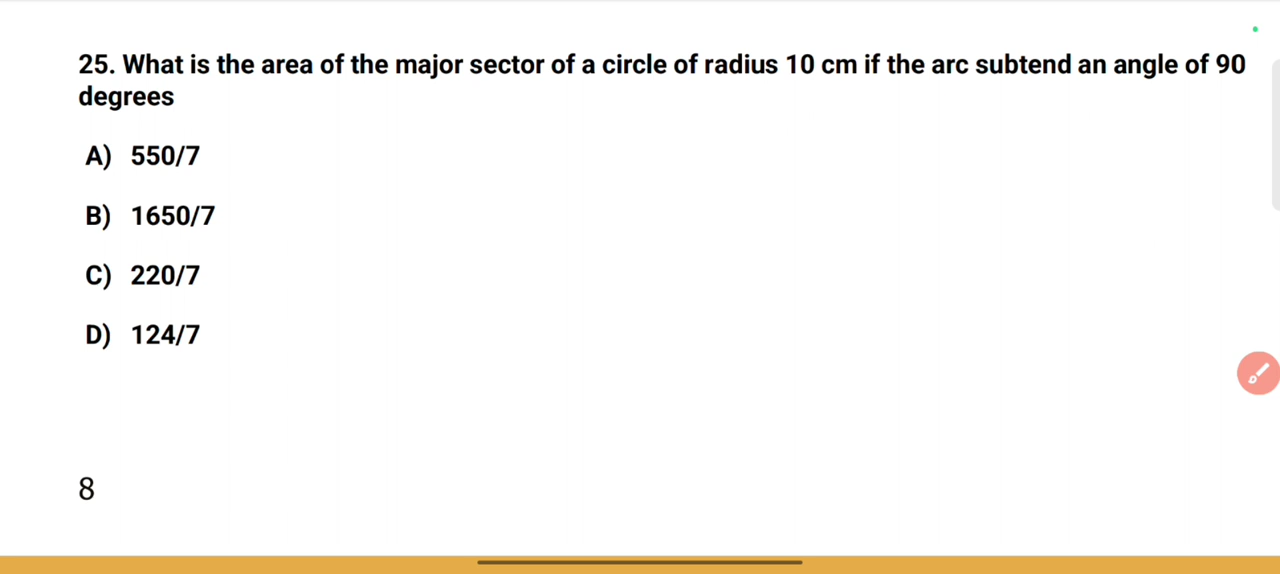 25. What is the area of the major sector of a circle of radius 10 cm if the arc subtend an angle of 90
degrees
A) 550/7
B) 1650/7
C) 220/7
D) 124/7
8